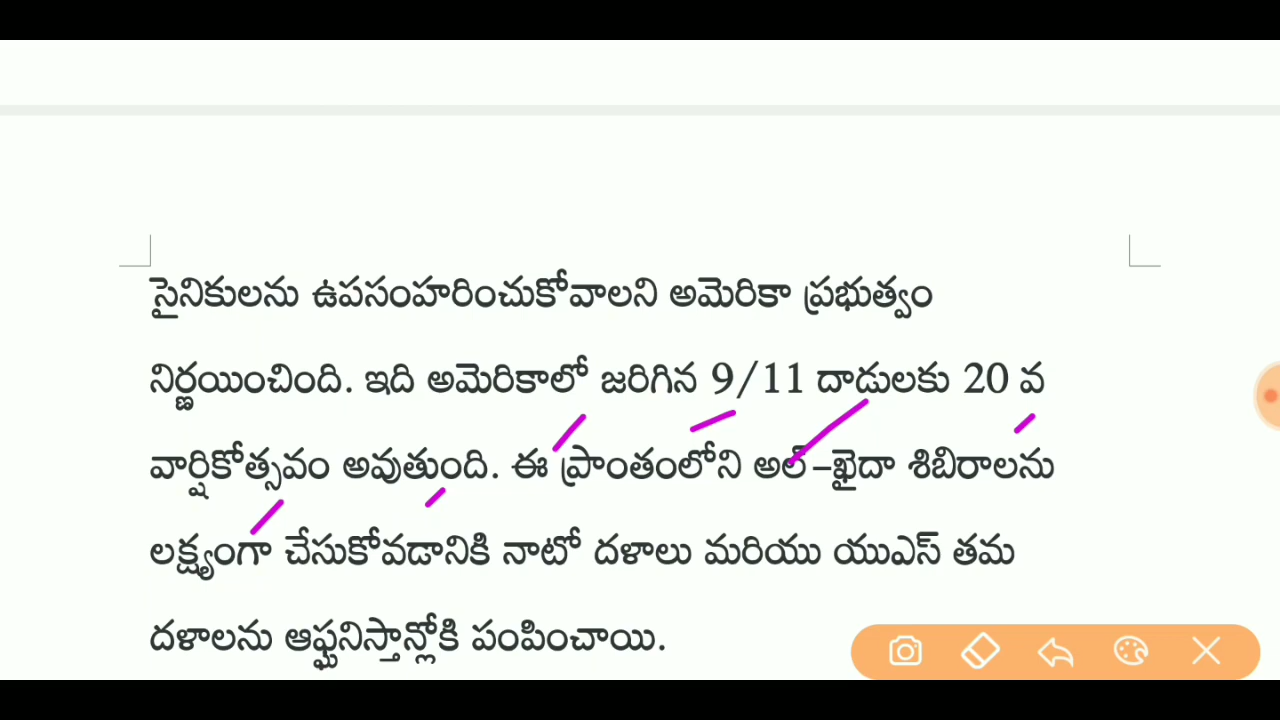 సైనికులను ఉపసంహరించుకోవాలని అమెరికా ప్రభుత్వం
నిర్ణయించింది. ఇది అమెరికాలో జరిగిన 9/11 దాడులకు 20 వ
వార్షికోత్సవం అవుతుంది. ఈ ప్రాంతంలోని అల్-ఖైదా శిబిరాలను
లక్ష్యంగా చేసుకోవడానికి నాటో దళాలు మరియు యుఎస్ తమ
దళాలను ఆఫ్ఘనిస్తాన్లోకి పంపించాయి.